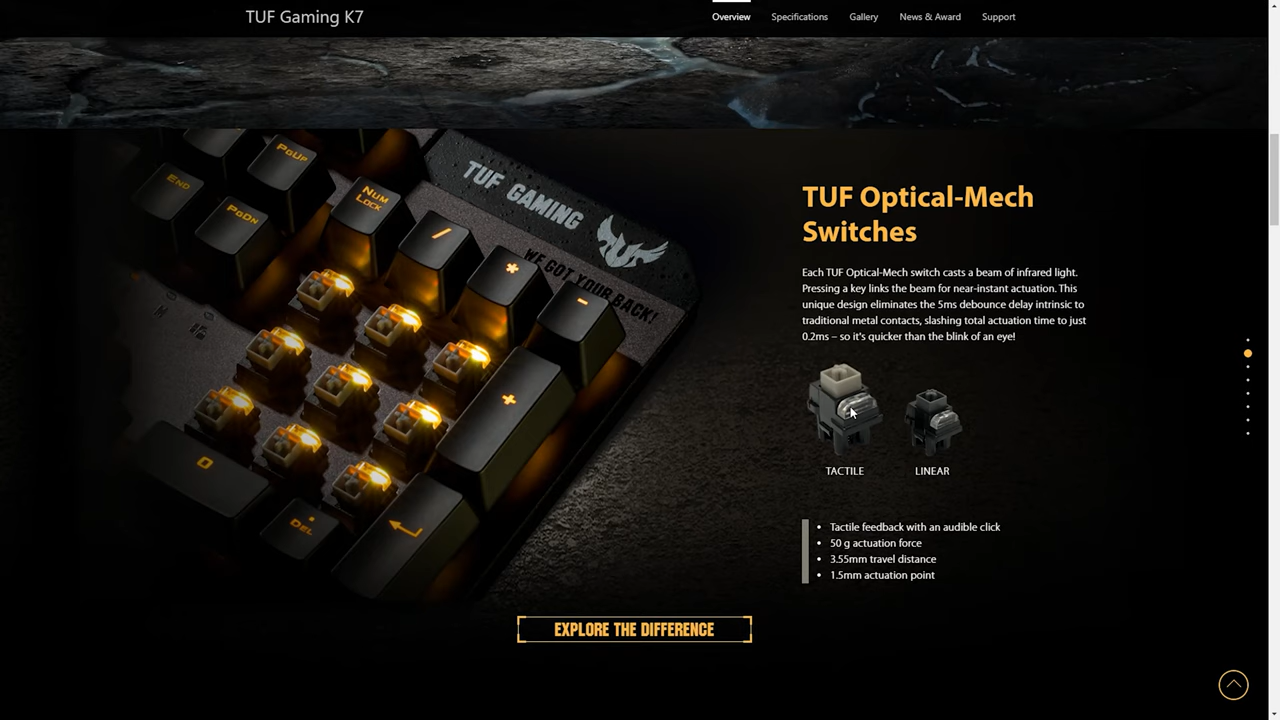 TUF Gaming K7
Overview
Specifications
Gallery
News & Award
Support
END
PGUP
PGDN
NUM
LOCK
/
*
-
+
0
.
DEL
TUF GAMING
WE GOT YOUR BACK!
TUF Optical-Mech
Switches
Each TUF Optical-Mech switch casts a beam of infrared light.
Pressing a key links the beam for near-instant actuation. This
unique design eliminates the 5ms debounce delay intrinsic to
traditional metal contacts, slashing total actuation time to just
0.2ms – so it's quicker than the blink of an eye!
TACTILE
LINEAR
• Tactile feedback with an audible click
• 50 g actuation force
• 3.55mm travel distance
• 1.5mm actuation point
EXPLORE THE DIFFERENCE